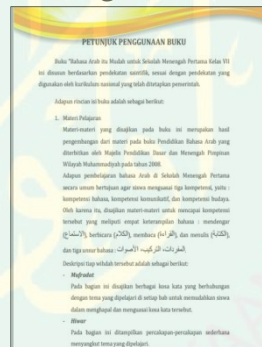 PETUNJUK PENGGUNAAN BUKU
Buku "Bahasa Arab itu Mudah untuk Sekolah Menengah Pertama Kelas VII
ini disusun berdasarkan pendekatan saintifik, sesuai dengan pendekatan yang
digunakan oleh kurikulum nasional yang telah ditetapkan pemerintah.
Adapun rincian isi buku adalah sebagai berikut:
1. Materi Pelajaran
Materi-materi yang disajikan pada buku ini merupakan hasil
pengembangan dari materi pada buku Pendidikan Bahasa Arab yang
diterbitkan oleh Majelis Pendidikan Dasar dan Menengah Pimpinan
Wilayah Muhammadiyah pada tahun 2008.
Adapun pembelajaran bahasa Arab di Sekolah Menengah Pertama
secara umum bertujuan agar siswa menguasai tiga kompetensi, yaitu :
kompetensi bahasa, kompetensi komunikatif, dan kompetensi budaya.
Oleh karena itu, disajikan materi-materi untuk mencapai kompetensi
tersebut yang meliputi empat keterampilan bahasa : mendengar
(الاستماع), berbicara (الكلام), membaca (القراءة), dan menulis (الكتابة)
dan tiga unsur bahasa : المفردات، التركيب، الأصوات
Deskripsi tiap wihdah tersebut adalah sebagai berikut:
- Mufradat
Pada bagian ini disajikan berbagai kosa kata yang berhubungan
dengan tema yang dipelajari di setiap bab untuk memudahkan siswa
dalam menghapal dan menguasai kosa kata tersebut.
- Hiwar
Pada bagian ini ditampilkan percakapan-percakapan sederhana
menyangkut tema yang dipelajari.